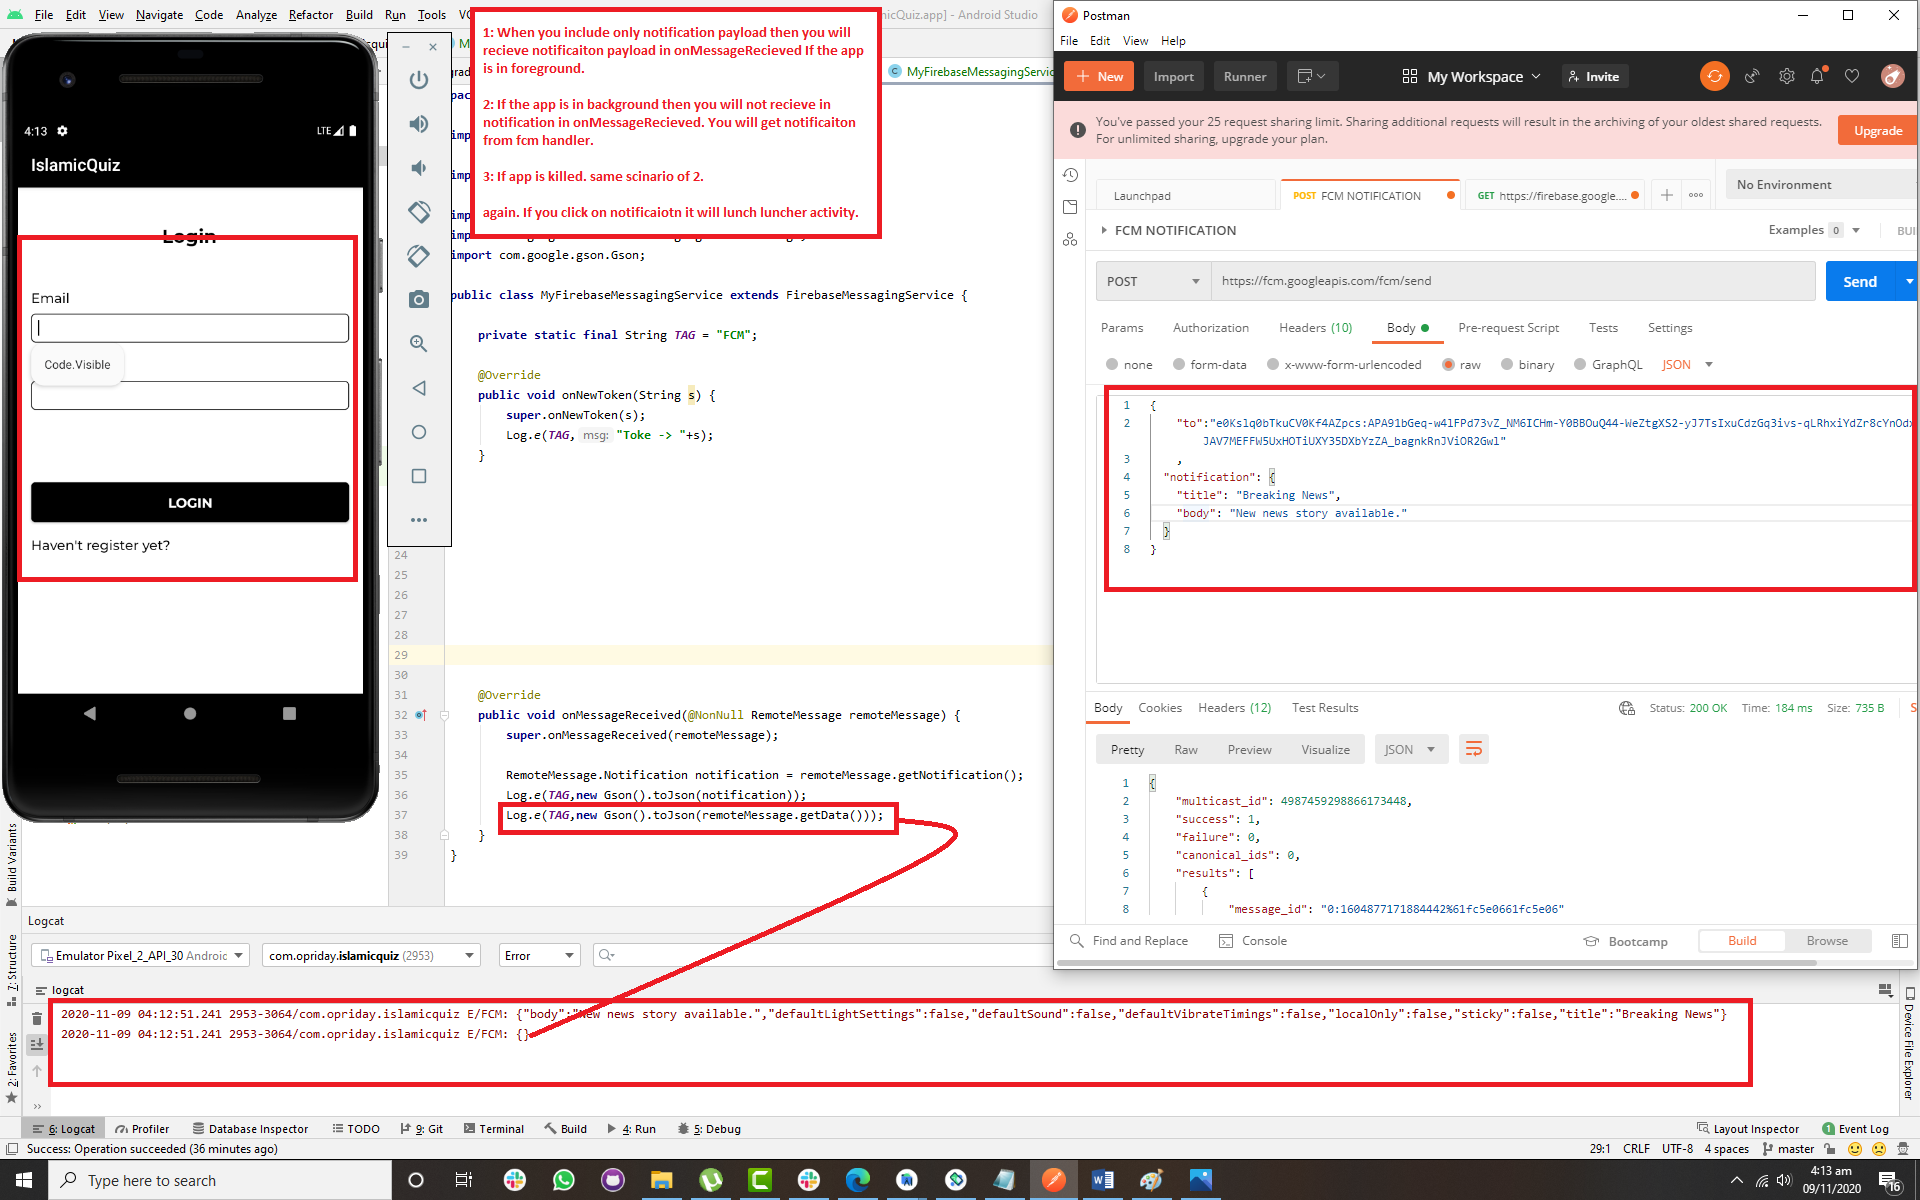 File Edit View Navigate Code Analyze Refactor Build Run Tools
icQuiz.app] - Android Studio
MyFirebaseMessagingServic
1: When you include only notification payload then you will
recieve notificaiton payload in onMessageRecieved If the app
is in foreground.
2: If the app is in background then you will not recieve in
notification in onMessageRecieved. You will get notificaiton
from fcm handler.
3: If app is killed. same scinario of 2.
again. If you click on notificaiotn it will lunch luncher activity.
4:13
LTE
IslamicQuiz
Login
Email
Code.Visible
LOGIN
Haven't register yet?
import com.google.gson.Gson;
public class MyFirebaseMessagingService extends FirebaseMessagingService {
private static final String TAG = "FCM";
@Override
public void onNewToken(String s) {
super.onNewToken(s);
Log.e(TAG, msg: "Toke -> "+s);
}
24
25
26
27
28
29
30
31 @Override
32 public void onMessageReceived(@NonNull RemoteMessage remoteMessage) {
33 super.onMessageReceived(remoteMessage);
34
35 RemoteMessage.Notification notification = remoteMessage.getNotification();
36 Log.e(TAG,new Gson().toJson(notification));
37 Log.e(TAG,new Gson().toJson(remoteMessage.getData()));
38 }
39 }
Postman
File Edit View Help
New Import Runner My Workspace Invite
You've passed your 25 request sharing limit. Sharing additional requests will result in the archiving of your oldest shared requests.
For unlimited sharing, upgrade your plan.
Upgrade
Launchpad POST FCM NOTIFICATION GET https://firebase.google.... No Environment
FCM NOTIFICATION Examples 0 BUI
POST https://fcm.googleapis.com/fcm/send Send
Params Authorization Headers (10) Body Pre-request Script Tests Settings
none form-data x-www-form-urlencoded raw binary GraphQL JSON
1 {
2 "to":"e0Kslq0bTkuCV0Kf4AZpcs:APA91bGeq-w4lFPd73vZ_NM6ICHm-Y0BBOuQ44-WeZtgXS2-yJ7TsIxuCdzGq3ivs-qLRhxiYdZr8cYnOdx
JAV7MEFFW5UxHOTiUXY35DXbYzZA_bagnkRnJViOR2Gwl"
3 ,
4 "notification": {
5 "title": "Breaking News",
6 "body": "New news story available."
7 }
8 }
Body Cookies Headers (12) Test Results Status: 200 OK Time: 184 ms Size: 735 B S
Pretty Raw Preview Visualize JSON
1 {
2 "multicast_id": 4987459298866173448,
3 "success": 1,
4 "failure": 0,
5 "canonical_ids": 0,
6 "results": [
7 {
8 "message_id": "0:1604877171884442%61fc5e0661fc5e06"
Find and Replace Console Bootcamp Build Browse
Build Variants
7: Structure
2: Favorites
Device File Explorer
Logcat
Emulator Pixel_2_API_30 Android com.opriday.islamicquiz (2953) Error
logcat
2020-11-09 04:12:51.241 2953-3064/com.opriday.islamicquiz E/FCM: {"body":"New news story available.","defaultLightSettings":false,"defaultSound":false,"defaultVibrateTimings":false,"localOnly":false,"sticky":false,"title":"Breaking News"}
2020-11-09 04:12:51.241 2953-3064/com.opriday.islamicquiz E/FCM: {}
6: Logcat Profiler Database Inspector TODO 9: Git Terminal Build 4: Run 5: Debug Layout Inspector 1 Event Log
Success: Operation succeeded (36 minutes ago) 29:1 CRLF UTF-8 4 spaces master
Type here to search
4:13 am
09/11/2020
16